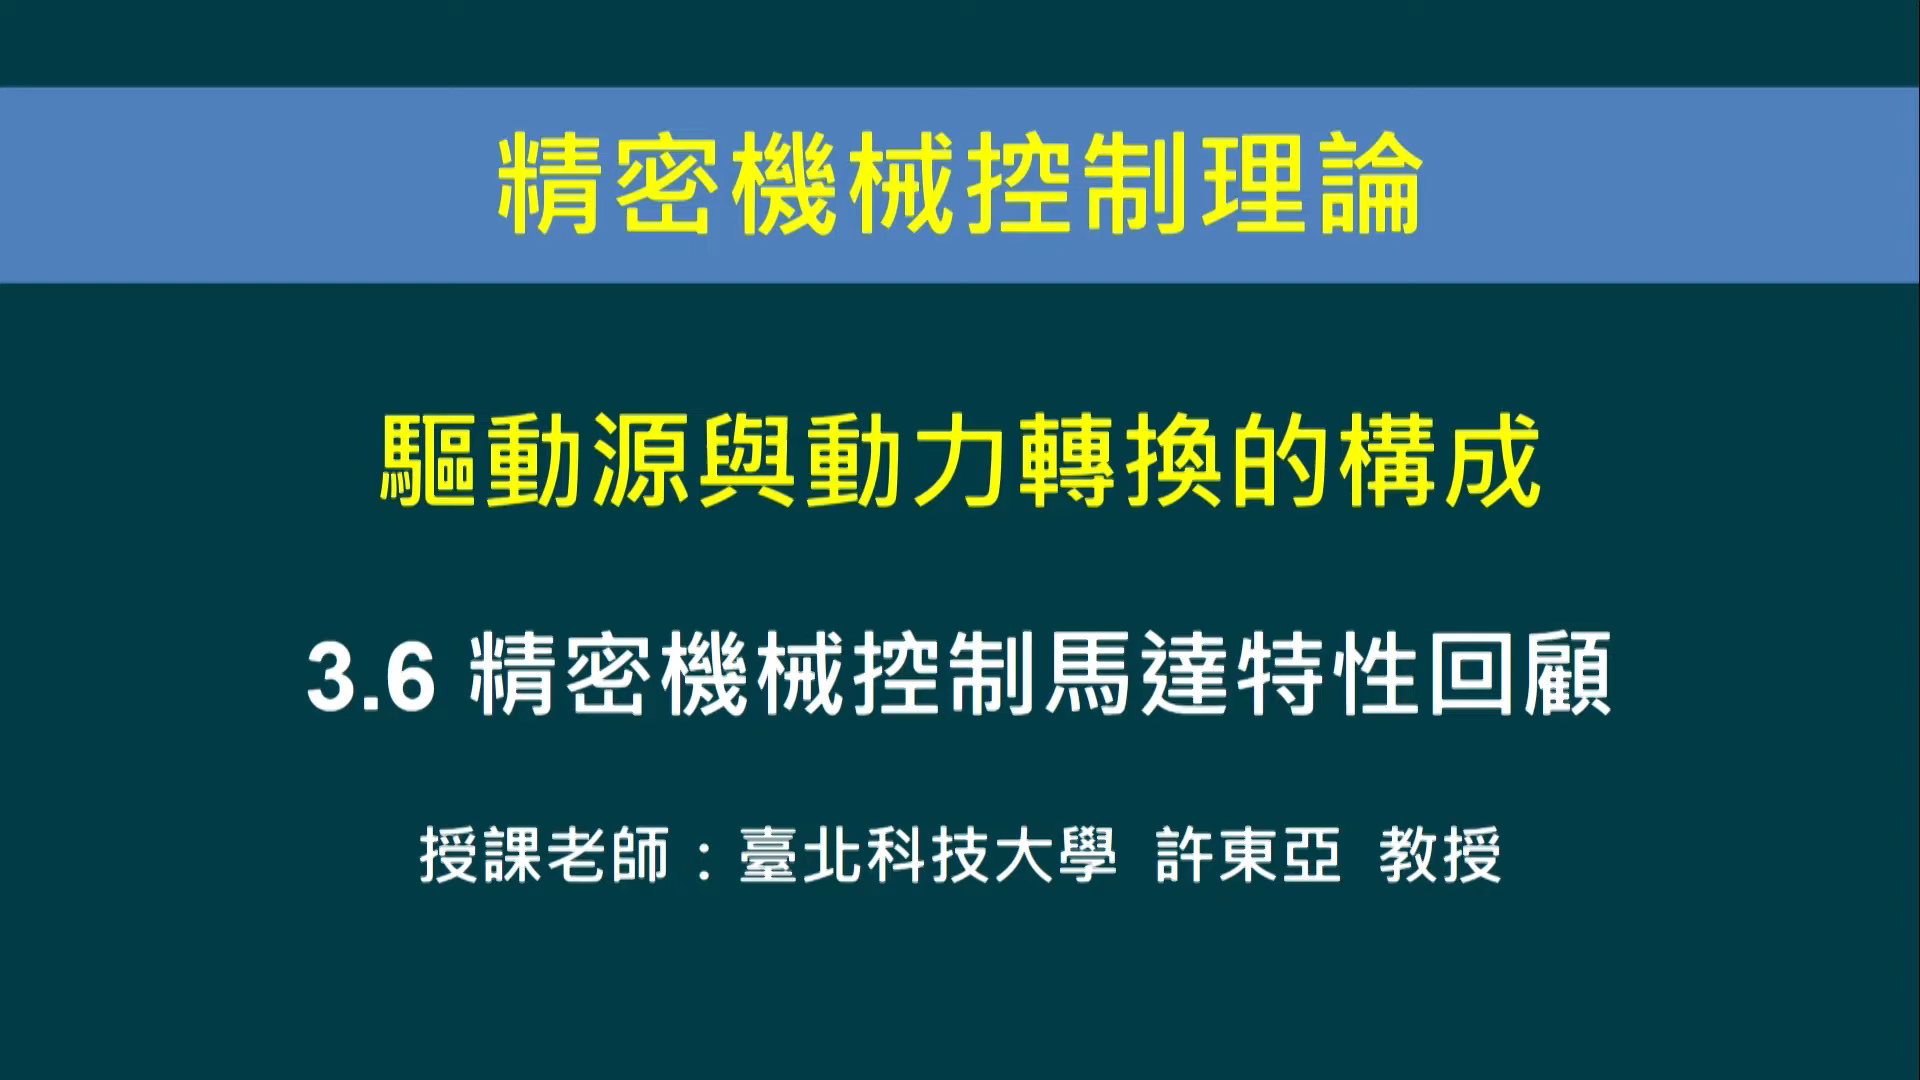 精密機械控制理論
驅動源與動力轉換的構成
3.6 精密機械控制馬達特性回顧
授課老師：臺北科技大學 許東亞 教授